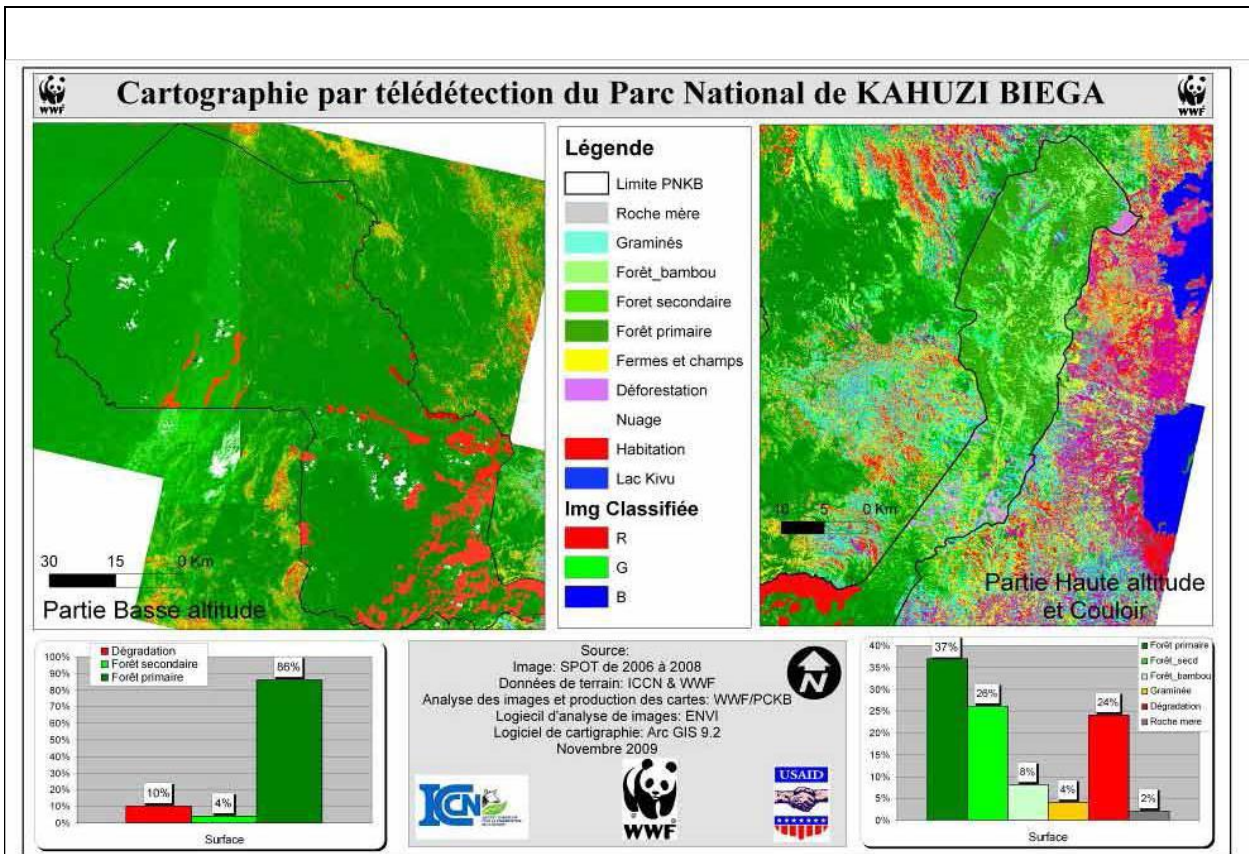 WWF
Cartographie par télédétection du Parc National de KAHUZI BIEGA
WWF
30 15 0 Km
Partie Basse altitude
Légende
Limite PNKB
Roche mère
Graminés
Forêt_bambou
Foret secondaire
Forêt primaire
Fermes et champs
Déforestation
Nuage
Habitation
Lac Kivu
Img Classifiée
R
G
B
10 5 0 Km
Partie Haute altitude
et Couloir
Dégradation
Forêt secondaire
Forêt primaire
100%
90%
80%
70%
60%
50%
40%
30%
20%
10%
0%
10%
4%
86%
Surface
Source:
Image: SPOT de 2006 à 2008
Données de terrain: ICCN & WWF
Analyse des images et production des cartes: WWF/PCKB
Logiecil d'analyse de images: ENVI
Logiciel de cartigraphie: Arc GIS 9.2
Novembre 2009
N
ICCN
WWF
USAID
40%
35%
30%
25%
20%
15%
10%
5%
0%
37%
26%
8%
4%
24%
2%
Forêt primaire
Forêt_secd
Forêt_bambou
Graminée
Dégradation
Roche mere
Surface